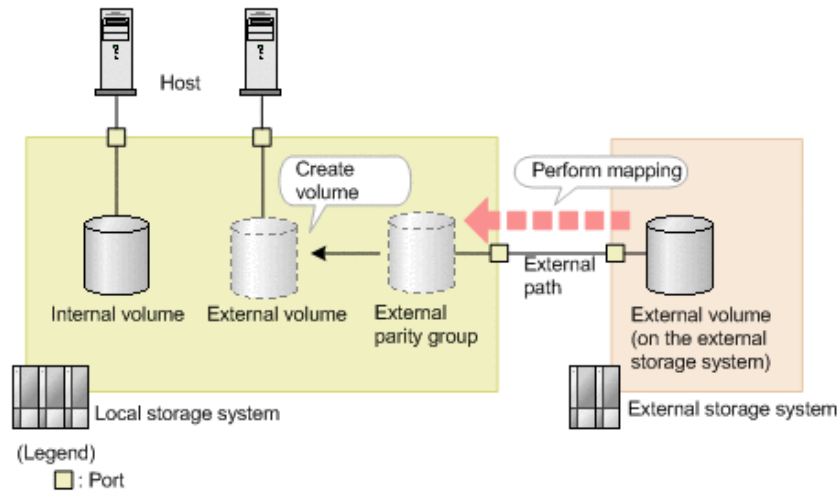 Host
Create
volume
Perform mapping
External
path
Internal volume
External volume
External
parity group
External volume
(on the external
storage system)
Local storage system
External storage system
(Legend)
: Port